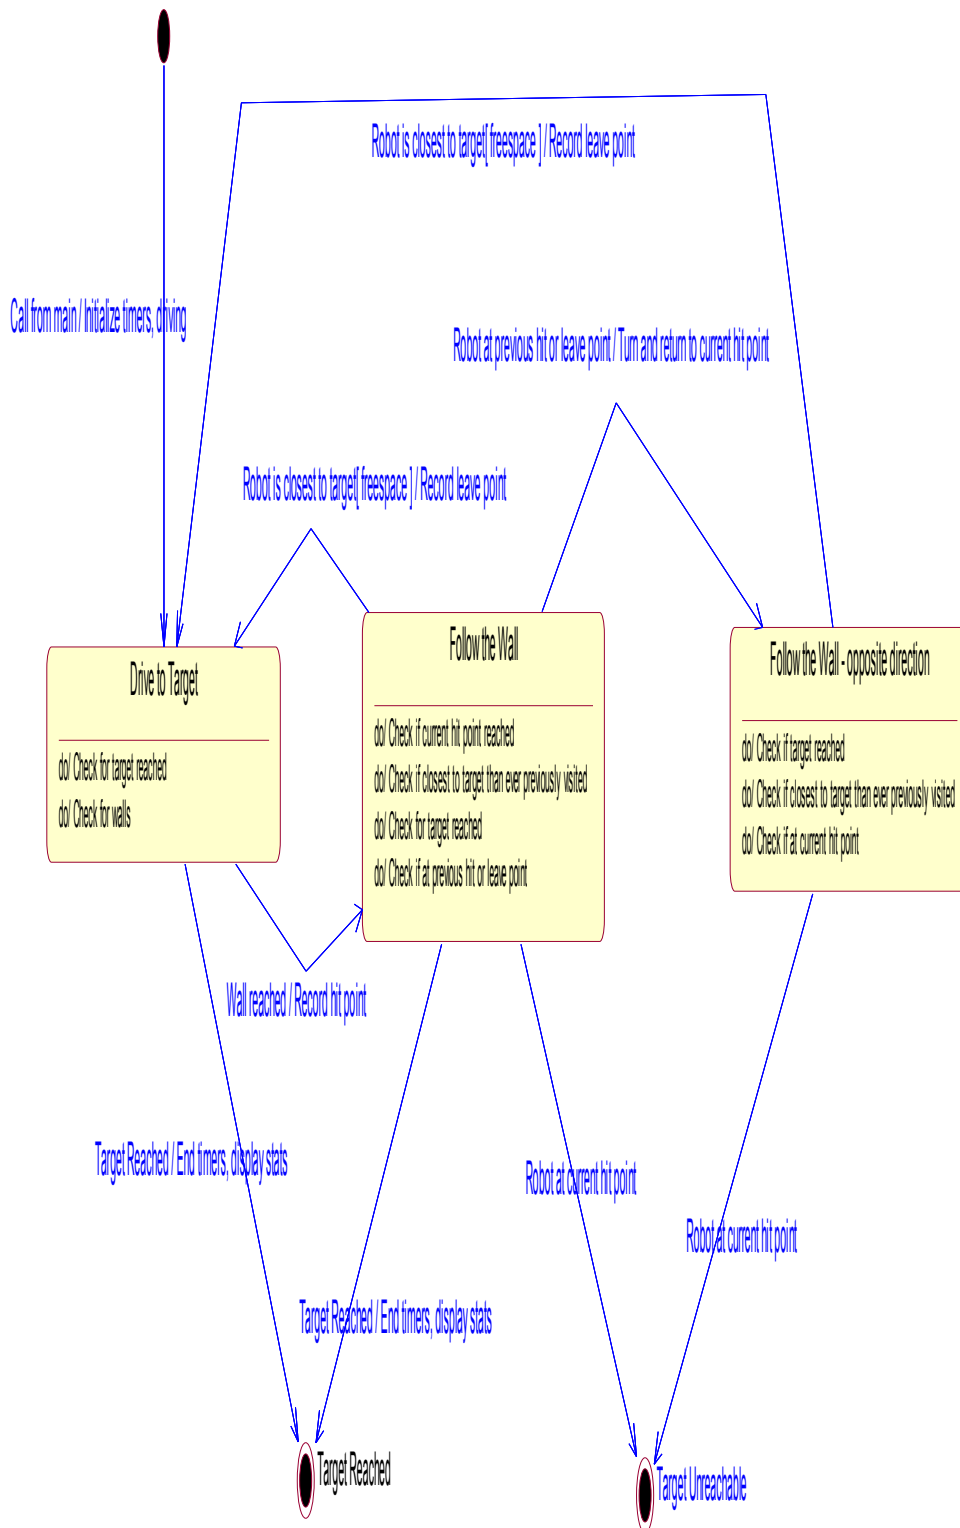 Robot is closest to target[ freespace ] / Record leave point
Call from main / Initialize timers, driving
Robot at previous hit or leave point / Turn and return to current hit point
Robot is closest to target[ freespace ] / Record leave point
Drive to Target
do/ Check for target reached
do/ Check for walls
Follow the Wall
do/ Check if current hit point reached
do/ Check if closest to target than ever previously visited
do/ Check for target reached
do/ Check if at previous hit or leave point
Follow the Wall - opposite direction
do/ Check if target reached
do/ Check if closest to target than ever previously visited
do/ Check if at current hit point
Wall reached / Record hit point
Target Reached / End timers, display stats
Robot at current hit point
Robot at current hit point
Target Reached / End timers, display stats
Target Reached
Target Unreachable